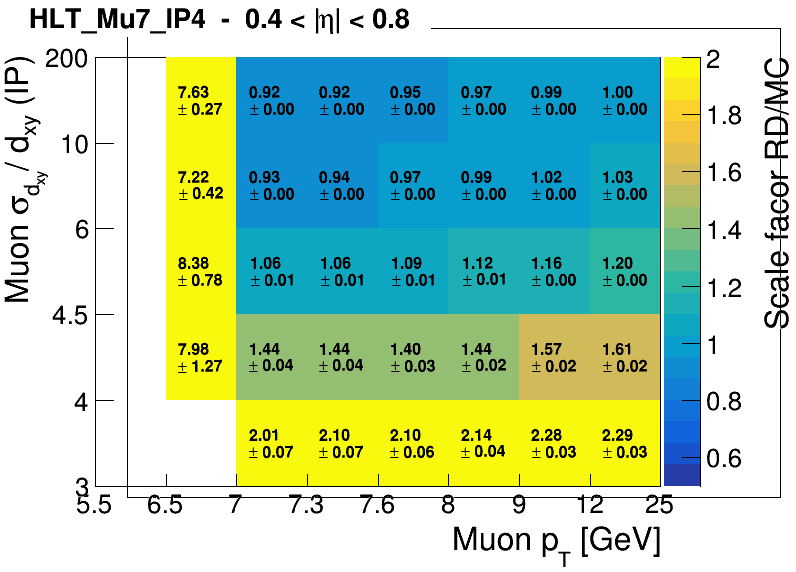 HLT_Mu7_IP4 - 0.4 < |η| < 0.8
Muon σ_{d_{xy}} / d_{xy} (IP)
200
10
6
4.5
4
3
7.63 0.92 0.92 0.95 0.97 0.99 1.00
± 0.27 ± 0.00 ± 0.00 ± 0.00 ± 0.00 ± 0.00 ± 0.00
7.22 0.93 0.94 0.97 0.99 1.02 1.03
± 0.42 ± 0.00 ± 0.00 ± 0.00 ± 0.00 ± 0.00 ± 0.00
8.38 1.06 1.06 1.09 1.12 1.16 1.20
± 0.78 ± 0.01 ± 0.01 ± 0.01 ± 0.01 ± 0.00 ± 0.00
7.98 1.44 1.44 1.40 1.44 1.57 1.61
± 1.27 ± 0.04 ± 0.04 ± 0.03 ± 0.02 ± 0.02 ± 0.02
2.01 2.10 2.10 2.14 2.28 2.29
± 0.07 ± 0.07 ± 0.06 ± 0.04 ± 0.03 ± 0.03
5.5 6.5 7 7.3 7.6 8 9 12 25
Muon p_T [GeV]
2
1.8
1.6
1.4
1.2
1
0.8
0.6
Scale facor RD/MC